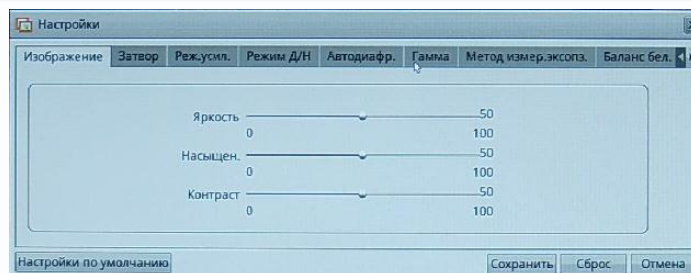 Настройки
Изображение Затвор Реж.усил. Режим Д/Н Автодиафр. Гамма Метод измер.экспоз. Баланс бел.
Яркость 50
0 100
Насыщен. 50
0 100
Контраст 50
0 100
Настройки по умолчанию Сохранить Сброс Отмена